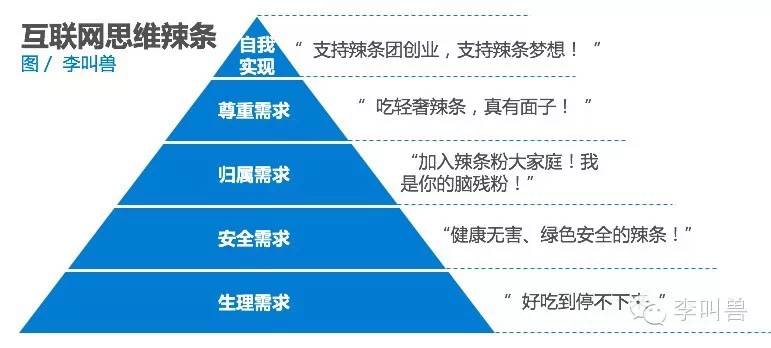 互联网思维辣条
图 / 李叫兽
自我
实现
“ 支持辣条团创业，支持辣条梦想！ ”
尊重需求
“ 吃轻奢辣条，真有面子！ ”
归属需求
“加入辣条粉大家庭！我
是你的脑残粉！”
安全需求
“健康无害、绿色安全的辣条！”
生理需求
“ 好吃到停不下来 ”
李叫兽